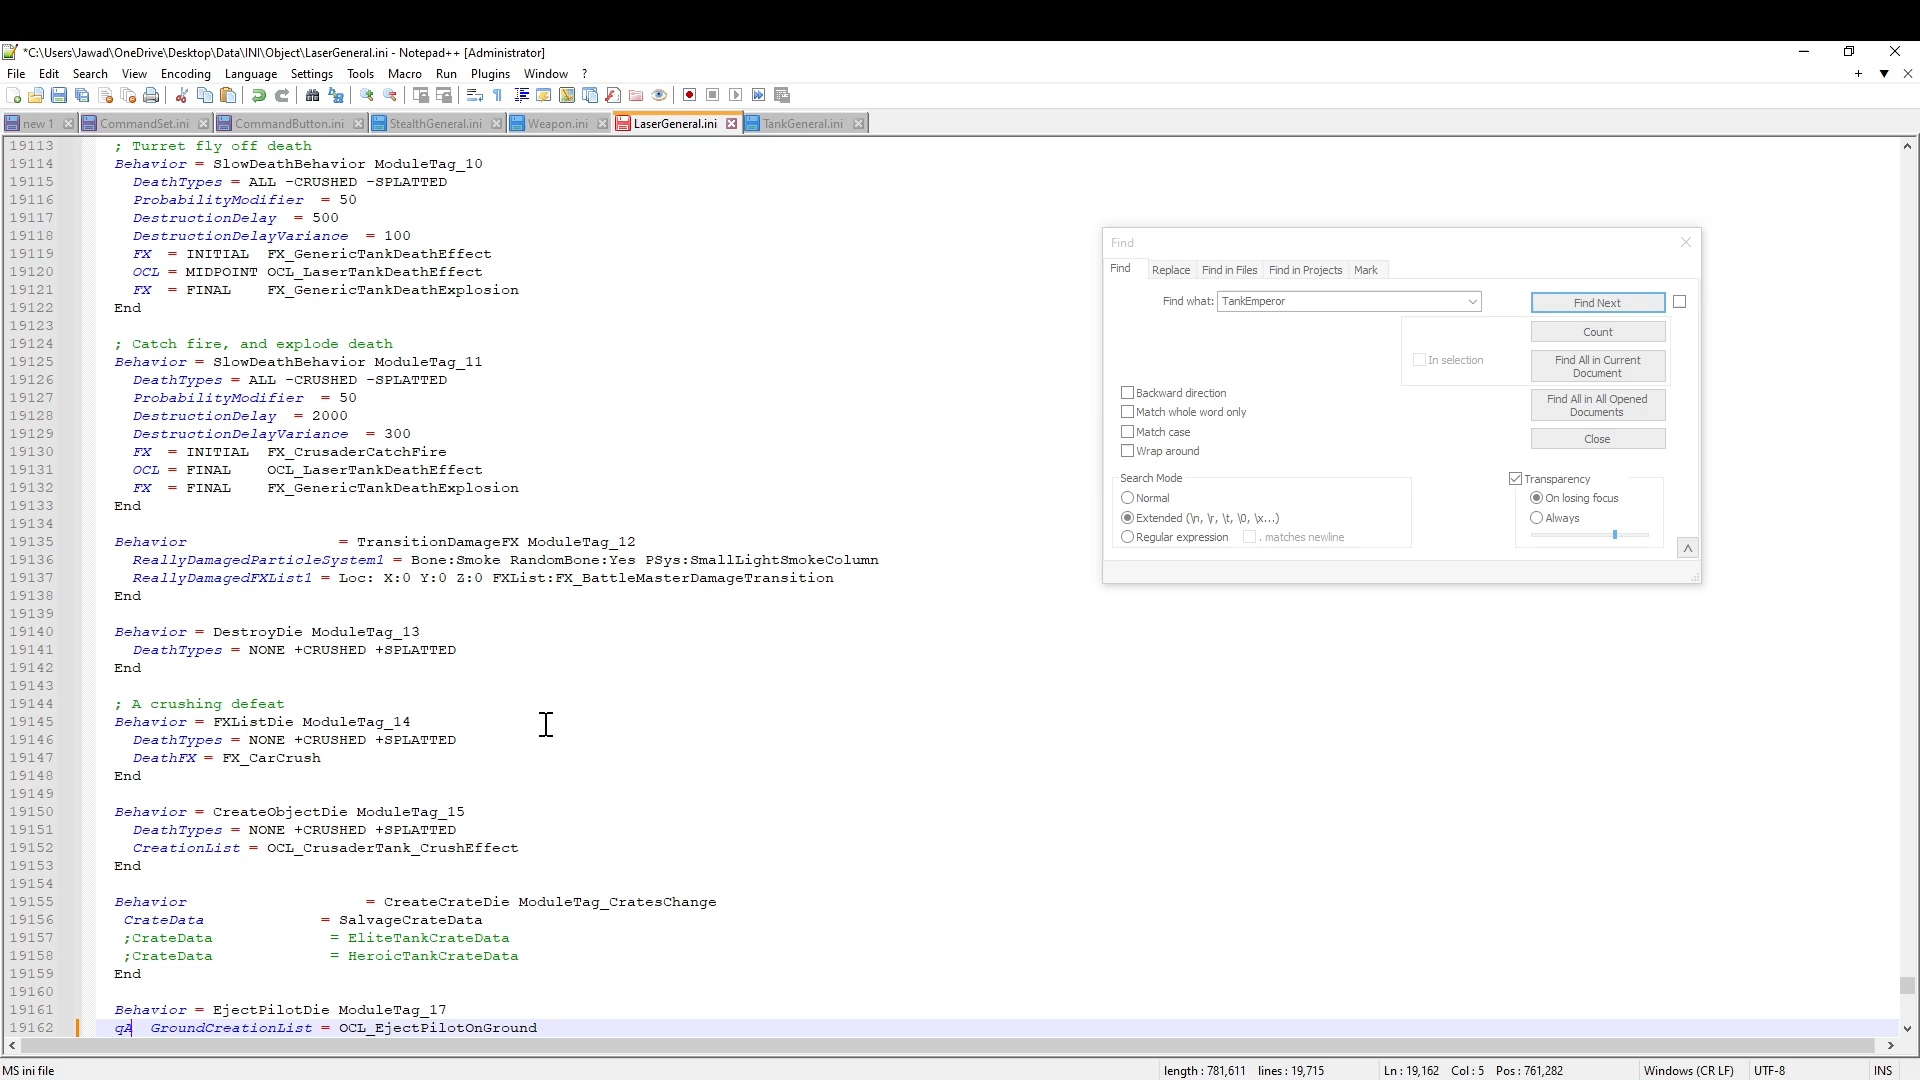 *C:\Users\Jawad\OneDrive\Desktop\Data\INI\Object\LaserGeneral.ini - Notepad++ [Administrator]
File Edit Search View Encoding Language Settings Tools Macro Run Plugins Window ?
new 1 CommandSet.ini CommandButton.ini StealthGeneral.ini Weapon.ini LaserGeneral.ini TankGeneral.ini
19113 ; Turret fly off death
19114 Behavior = SlowDeathBehavior ModuleTag_10
19115 DeathTypes = ALL -CRUSHED -SPLATTED
19116 ProbabilityModifier = 50
19117 DestructionDelay = 500
19118 DestructionDelayVariance = 100
19119 FX = INITIAL FX_GenericTankDeathEffect
19120 OCL = MIDPOINT OCL_LaserTankDeathEffect
19121 FX = FINAL FX_GenericTankDeathExplosion
19122 End
19123
19124 ; Catch fire, and explode death
19125 Behavior = SlowDeathBehavior ModuleTag_11
19126 DeathTypes = ALL -CRUSHED -SPLATTED
19127 ProbabilityModifier = 50
19128 DestructionDelay = 2000
19129 DestructionDelayVariance = 300
19130 FX = INITIAL FX_CrusaderCatchFire
19131 OCL = FINAL OCL_LaserTankDeathEffect
19132 FX = FINAL FX_GenericTankDeathExplosion
19133 End
19134
19135 Behavior = TransitionDamageFX ModuleTag_12
19136 ReallyDamagedParticleSystem1 = Bone:Smoke RandomBone:Yes PSys:SmallLightSmokeColumn
19137 ReallyDamagedFXList1 = Loc: X:0 Y:0 Z:0 FXList:FX_BattleMasterDamageTransition
19138 End
19139
19140 Behavior = DestroyDie ModuleTag_13
19141 DeathTypes = NONE +CRUSHED +SPLATTED
19142 End
19143
19144 ; A crushing defeat
19145 Behavior = FXListDie ModuleTag_14
19146 DeathTypes = NONE +CRUSHED +SPLATTED
19147 DeathFX = FX_CarCrush
19148 End
19149
19150 Behavior = CreateObjectDie ModuleTag_15
19151 DeathTypes = NONE +CRUSHED +SPLATTED
19152 CreationList = OCL_CrusaderTank_CrushEffect
19153 End
19154
19155 Behavior = CreateCrateDie ModuleTag_CratesChange
19156 CrateData = SalvageCrateData
19157 ;CrateData = EliteTankCrateData
19158 ;CrateData = HeroicTankCrateData
19159 End
19160
19161 Behavior = EjectPilotDie ModuleTag_17
19162 qA GroundCreationList = OCL_EjectPilotOnGround
Find
Find Replace Find in Files Find in Projects Mark
Find what: TankEmperor Find Next
Count
In selection Find All in Current
Document
Backward direction Find All in All Opened
Match whole word only Documents
Match case
Close
Wrap around
Search Mode Transparency
Normal On losing focus
Extended (\n, \r, \t, \0, \x...) Always
Regular expression . matches newline
MS ini file length : 781,611 lines : 19,715 Ln : 19,162 Col : 5 Pos : 761,282 Windows (CR LF) UTF-8 INS